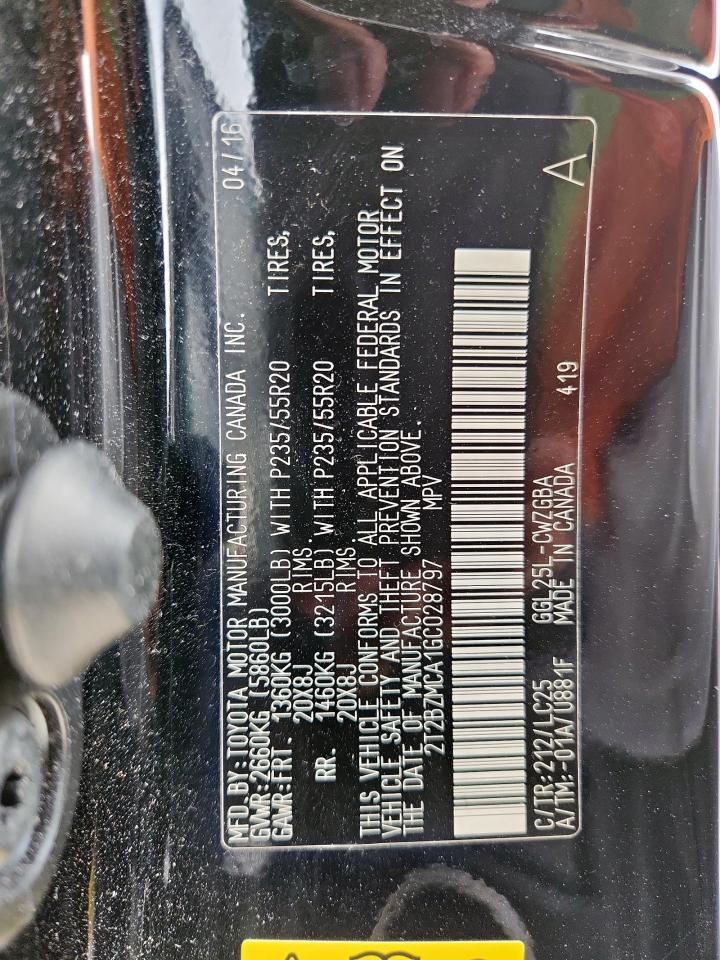 MFD. BY: TOYOTA MOTOR MANUFACTURING CANADA INC. 04/16
GVWR: 2660KG (5860LB)
GAWR: FRT. 1360KG (3000LB) WITH P235/55R20 TIRES,
20X8J RIMS
RR. 1460KG (3215LB) WITH P235/55R20 TIRES,
20X8J RIMS
THIS VEHICLE CONFORMS TO ALL APPLICABLE FEDERAL MOTOR
VEHICLE SAFETY AND THEFT PREVENTION STANDARDS IN EFFECT ON
THE DATE OF MANUFACTURE SHOWN ABOVE.
2T2BZMCA1GC028797 MPV
C/TR: 212/LC25 GGL25L-CWZGBA 419
A/TM: -01A/U881F MADE IN CANADA A